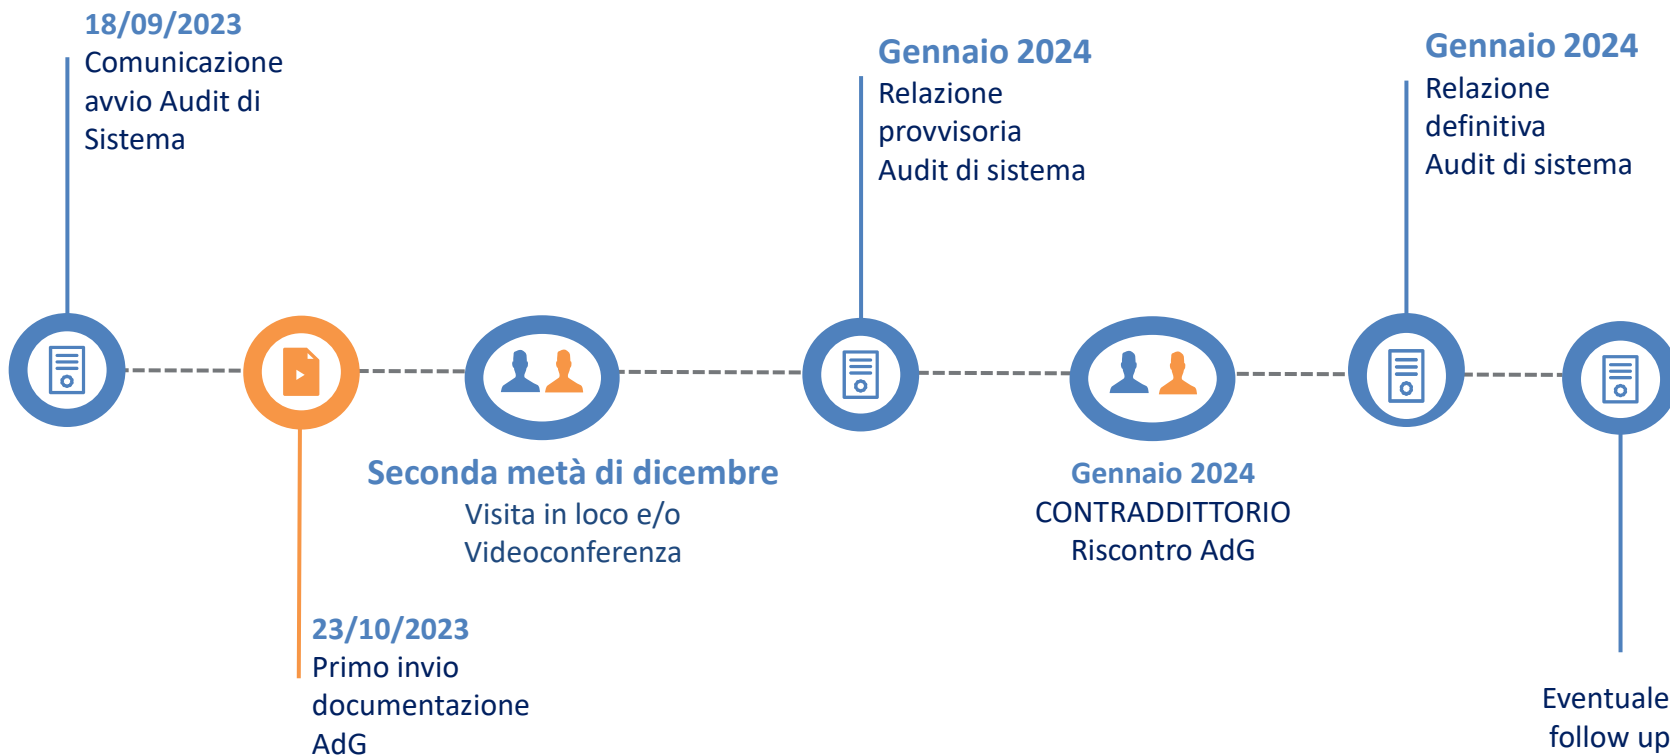 18/09/2023
Comunicazione
avvio Audit di
Sistema
23/10/2023
Primo invio
documentazione
AdG
Seconda metà di dicembre
Visita in loco e/o
Videoconferenza
Gennaio 2024
Relazione
provvisoria
Audit di sistema
Gennaio 2024
CONTRADDITTORIO
Riscontro AdG
Gennaio 2024
Relazione
definitiva
Audit di sistema
Eventuale
follow up